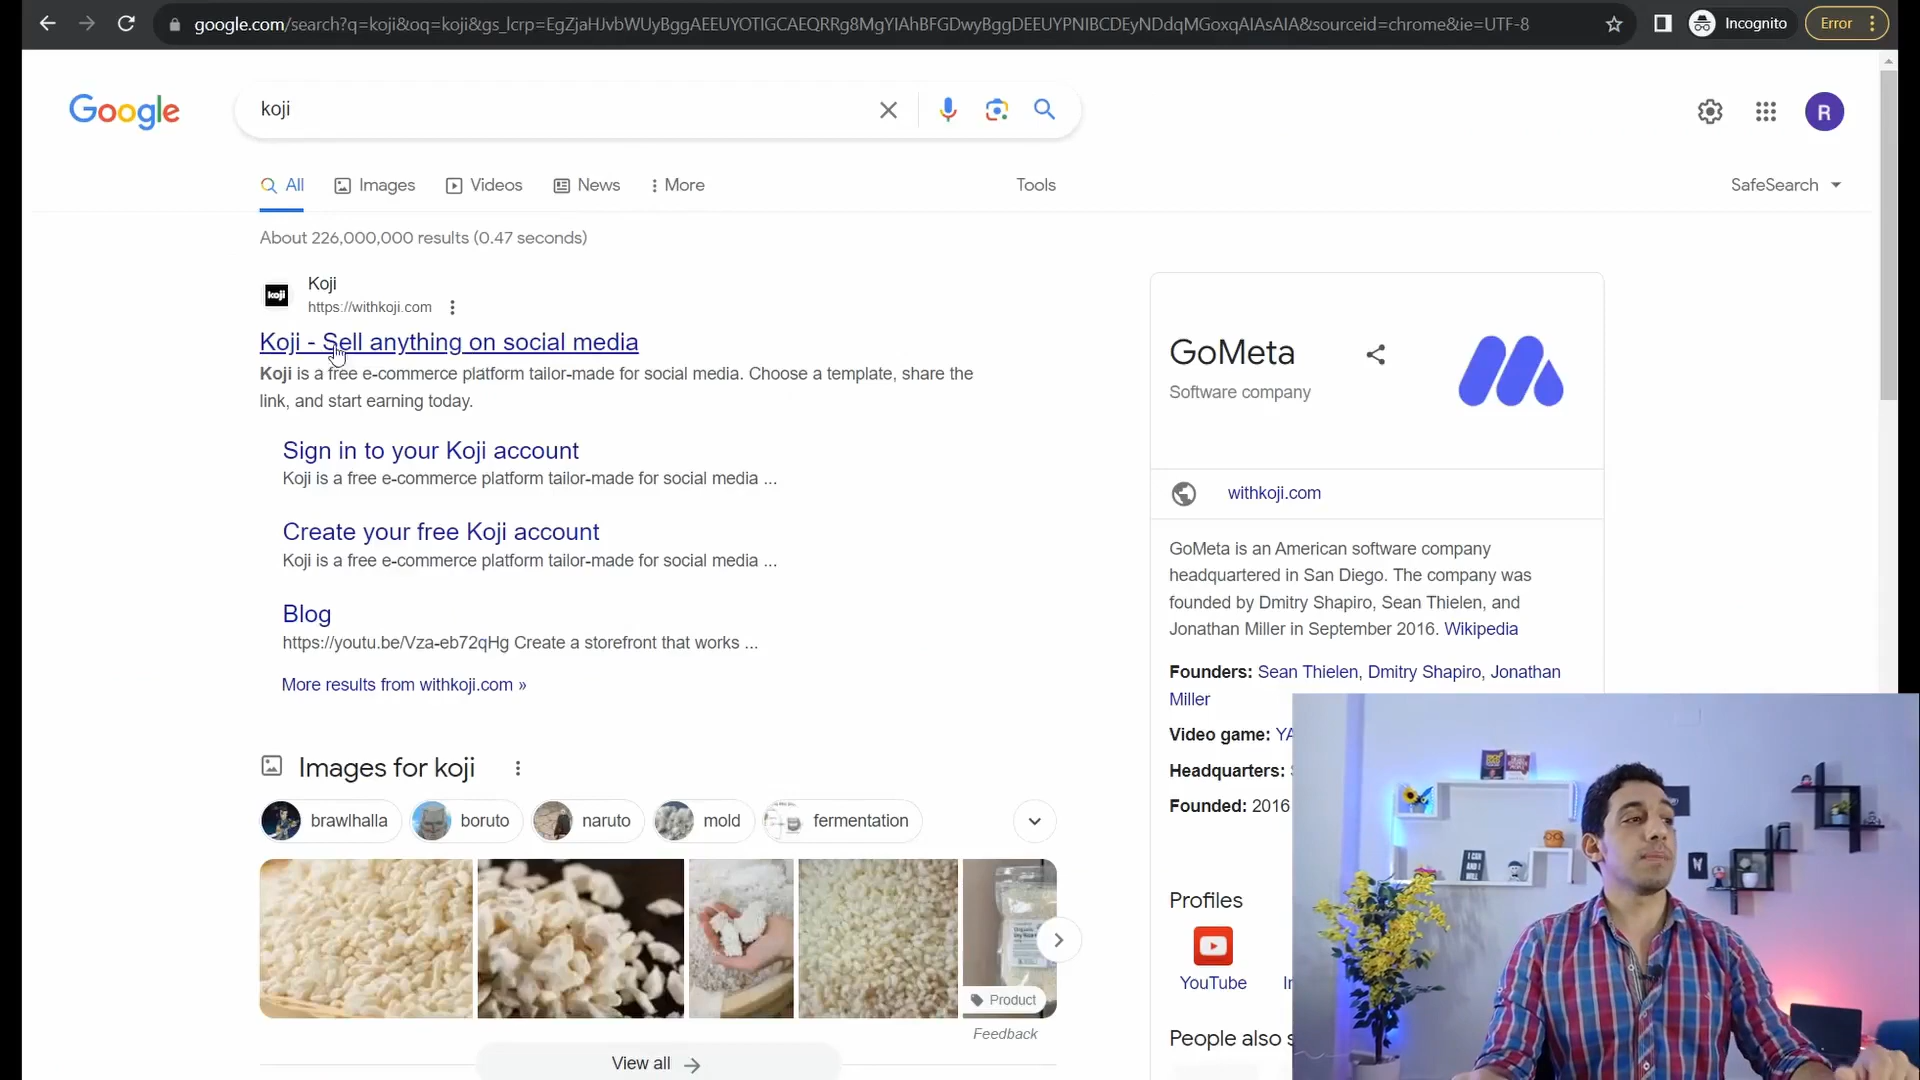 google.com/search?q=koji&oq=koji&gs_lcrp=EgZjaHJvbWUyBggAEEUYOTIGCAEQRRg8MgYIAhBFGDwyBggDEEUYPNIBCDEyNDdqMGoxqAIAsAIA&sourceid=chrome&ie=UTF-8
Incognito
Error
Google
koji
R
All
Images
Videos
News
More
Tools
SafeSearch
About 226,000,000 results (0.47 seconds)
koji
Koji
https://withkoji.com
Koji - Sell anything on social media
Koji is a free e-commerce platform tailor-made for social media. Choose a template, share the
link, and start earning today.
Sign in to your Koji account
Koji is a free e-commerce platform tailor-made for social media ...
Create your free Koji account
Koji is a free e-commerce platform tailor-made for social media ...
Blog
https://youtu.be/Vza-eb72qHg Create a storefront that works ...
More results from withkoji.com »
Images for koji
brawlhalla
boruto
naruto
mold
fermentation
Product
Feedback
View all
GoMeta
Software company
withkoji.com
GoMeta is an American software company
headquartered in San Diego. The company was
founded by Dmitry Shapiro, Sean Thielen, and
Jonathan Miller in September 2016. Wikipedia
Founders: Sean Thielen, Dmitry Shapiro, Jonathan
Miller
Video game: YA
Headquarters:
Founded: 2016
Profiles
YouTube
People also s
I CAN
AND I
WILL